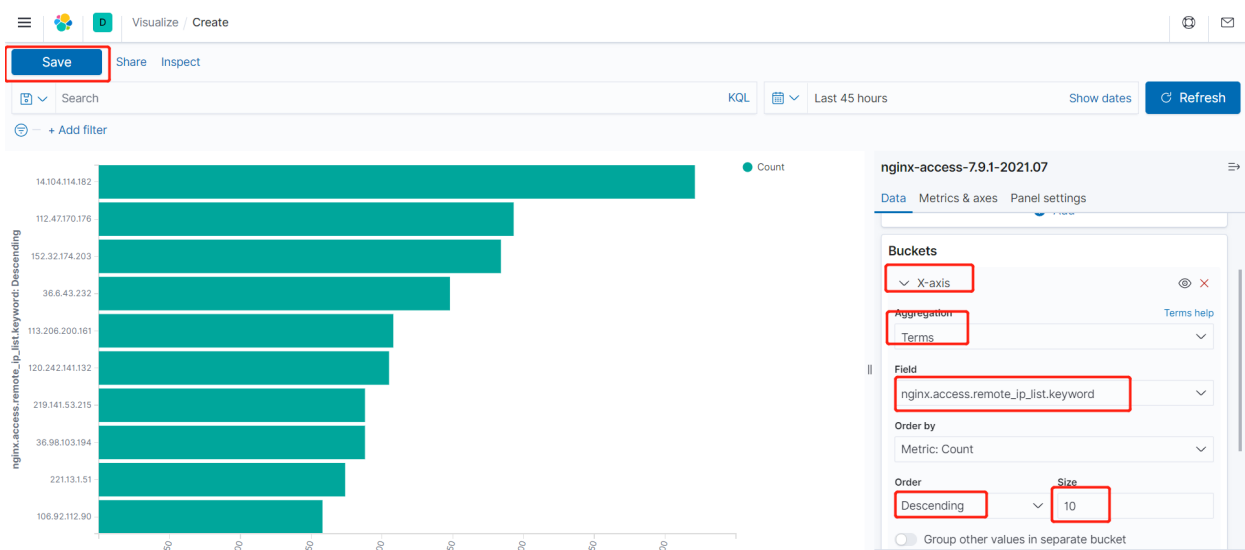 D Visualize / Create
Save Share Inspect
Search KQL Last 45 hours Show dates Refresh
+ Add filter
nginx.access.remote_ip_list.keyword: Descending
14.104.114.182
112.47.170.176
152.32.174.203
36.6.43.232
113.206.200.161
120.242.141.132
219.141.53.215
36.98.103.194
221.13.1.51
106.92.112.90
Count
nginx-access-7.9.1-2021.07
Data Metrics & axes Panel settings
Buckets
X-axis
Aggregation Terms help
Terms
Field
nginx.access.remote_ip_list.keyword
Order by
Metric: Count
Order Size
Descending 10
Group other values in separate bucket